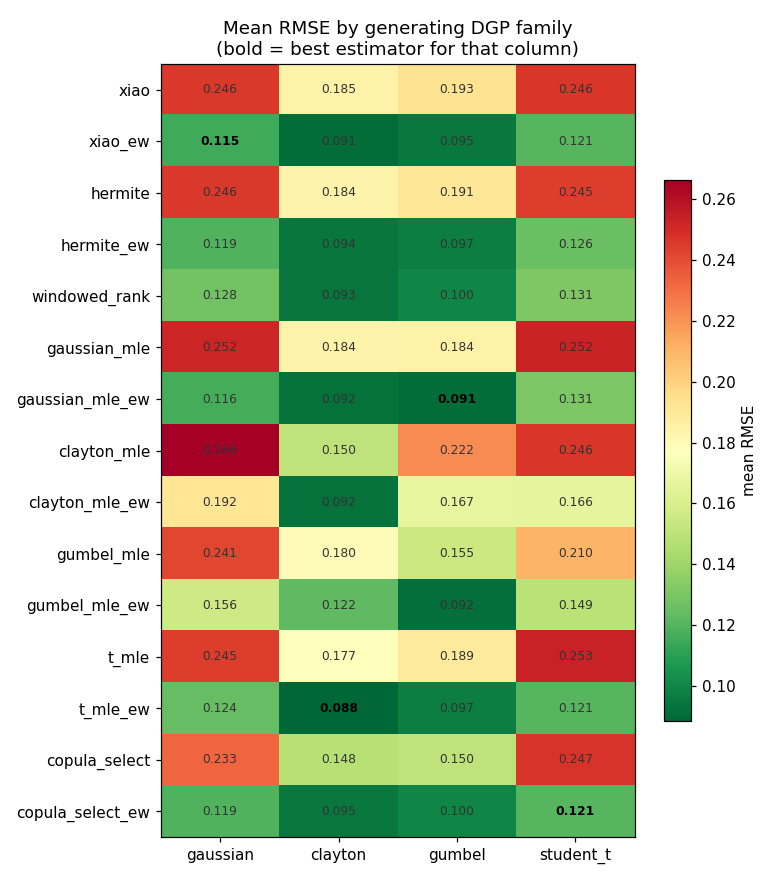 Mean RMSE by generating DGP family
(bold = best estimator for that column)
xiao 0.246 0.185 0.193 0.246
xiao_ew 0.115 0.091 0.095 0.121
hermite 0.246 0.184 0.191 0.245
hermite_ew 0.119 0.094 0.097 0.126
windowed_rank 0.128 0.093 0.100 0.131
gaussian_mle 0.252 0.184 0.184 0.252
gaussian_mle_ew 0.116 0.092 0.091 0.131
clayton_mle 0.266 0.150 0.222 0.246
clayton_mle_ew 0.192 0.092 0.167 0.166
gumbel_mle 0.241 0.180 0.155 0.210
gumbel_mle_ew 0.156 0.122 0.092 0.149
t_mle 0.245 0.177 0.189 0.253
t_mle_ew 0.124 0.088 0.097 0.121
copula_select 0.233 0.148 0.150 0.247
copula_select_ew 0.119 0.095 0.100 0.121
gaussian clayton gumbel student_t
0.26
0.24
0.22
0.20
0.18
0.16
0.14
0.12
0.10
mean RMSE